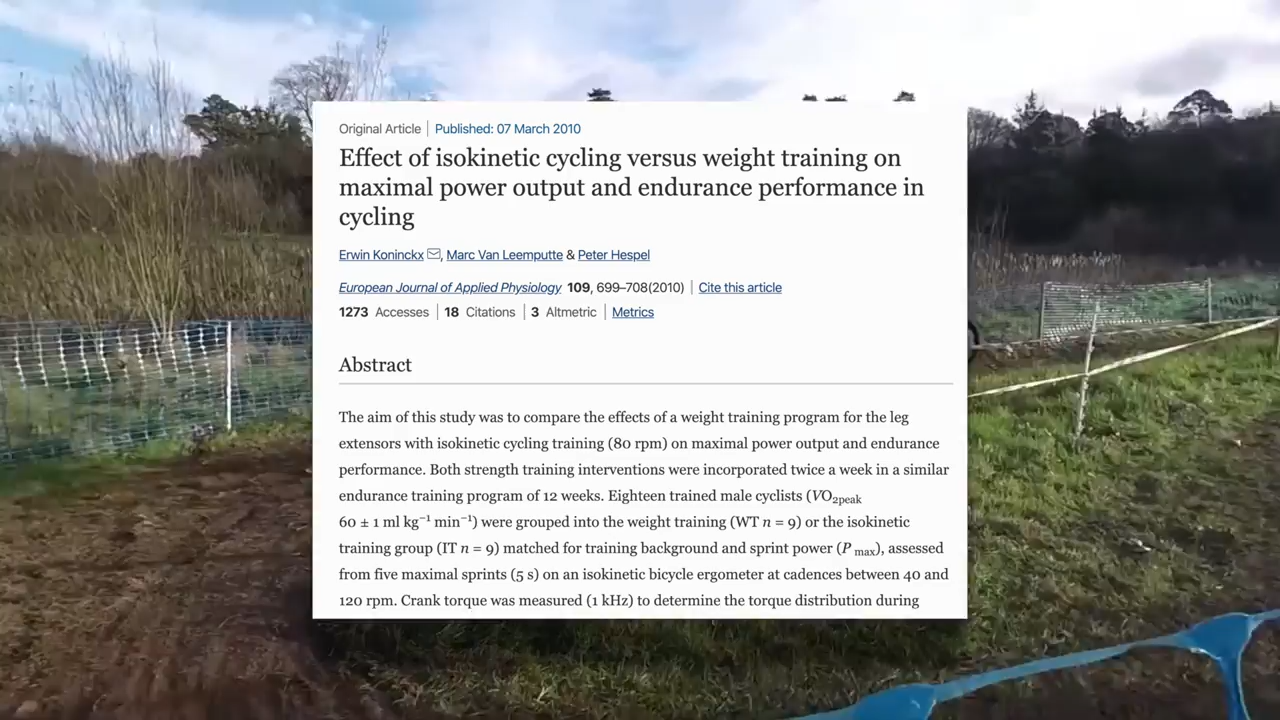 Original Article | Published: 07 March 2010
Effect of isokinetic cycling versus weight training on
maximal power output and endurance performance in
cycling
Erwin Koninckx, Marc Van Leemputte & Peter Hespel
European Journal of Applied Physiology 109, 699–708(2010) | Cite this article
1273 Accesses | 18 Citations | 3 Altmetric | Metrics
Abstract
The aim of this study was to compare the effects of a weight training program for the leg
extensors with isokinetic cycling training (80 rpm) on maximal power output and endurance
performance. Both strength training interventions were incorporated twice a week in a similar
endurance training program of 12 weeks. Eighteen trained male cyclists (VO₂peak
60 ± 1 ml kg⁻¹ min⁻¹) were grouped into the weight training (WT n = 9) or the isokinetic
training group (IT n = 9) matched for training background and sprint power (P max), assessed
from five maximal sprints (5 s) on an isokinetic bicycle ergometer at cadences between 40 and
120 rpm. Crank torque was measured (1 kHz) to determine the torque distribution during